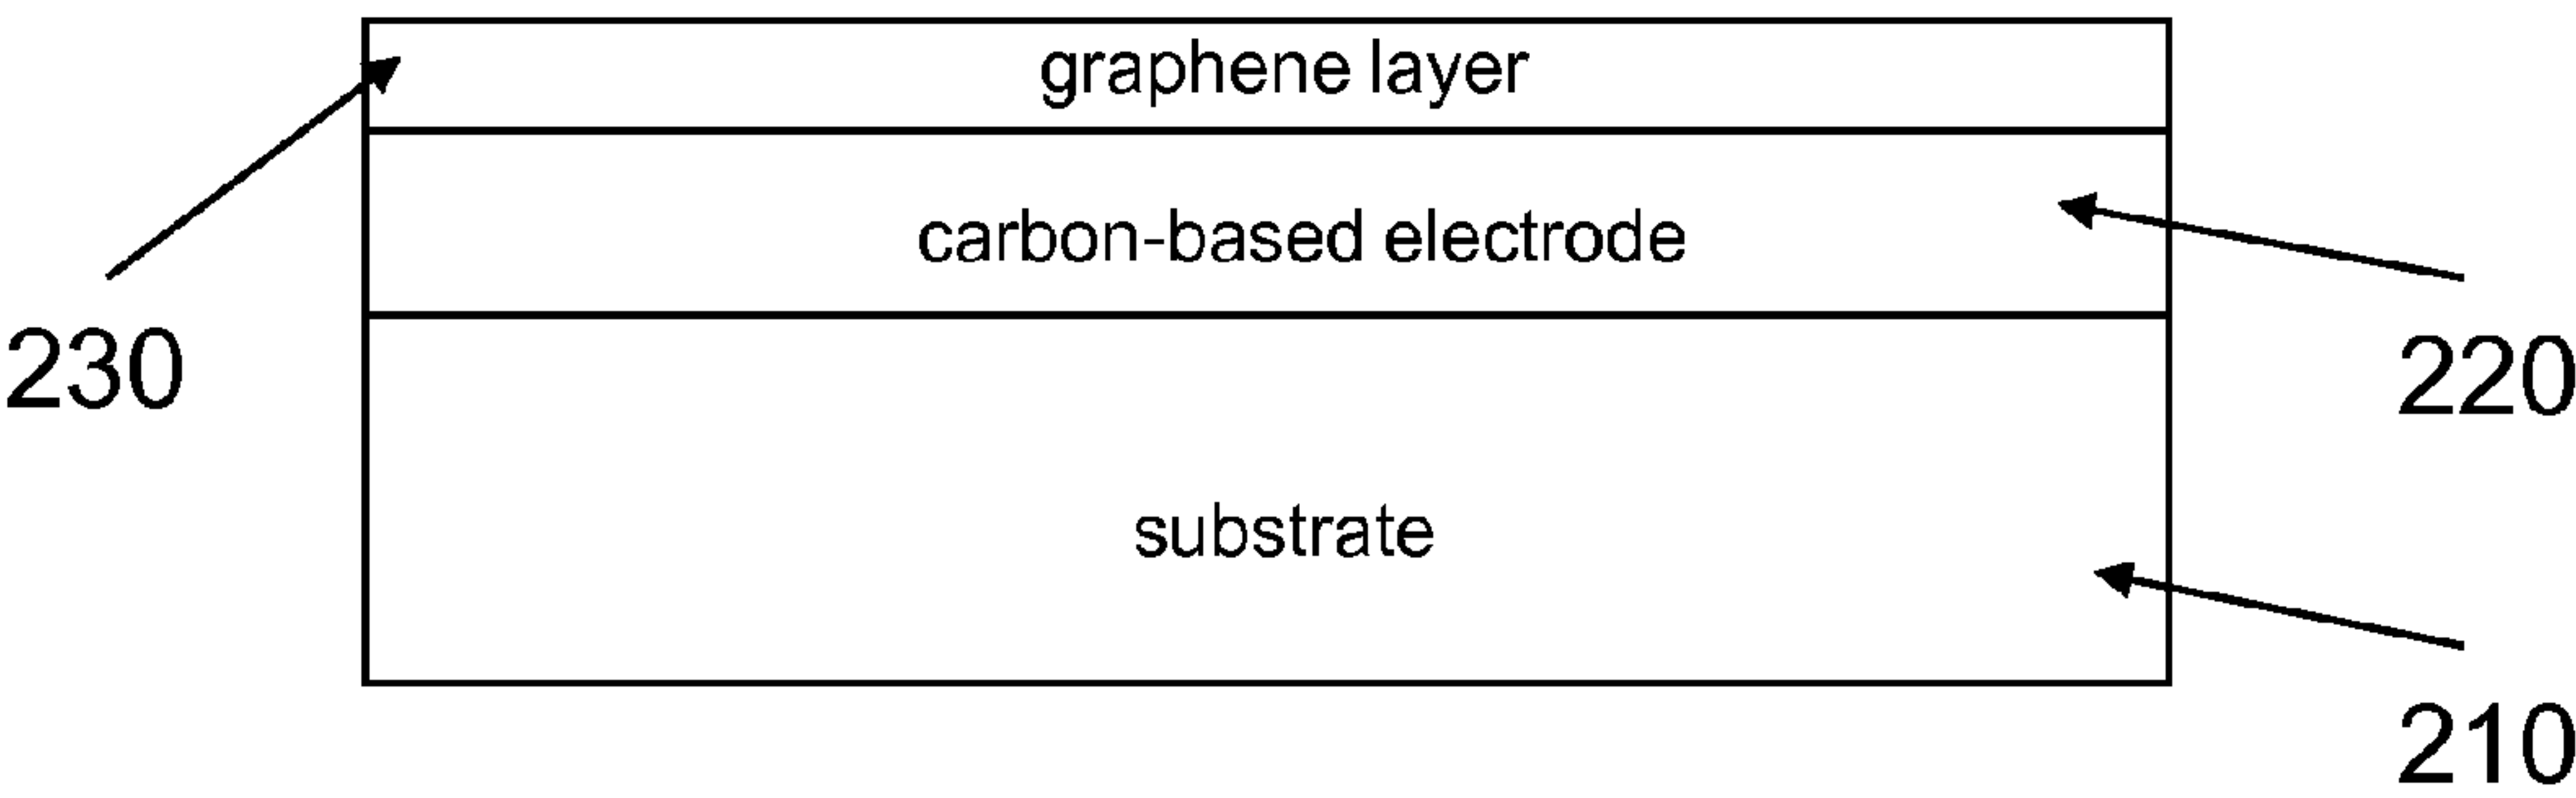 graphene layer
carbon-based electrode
230
220
substrate
210